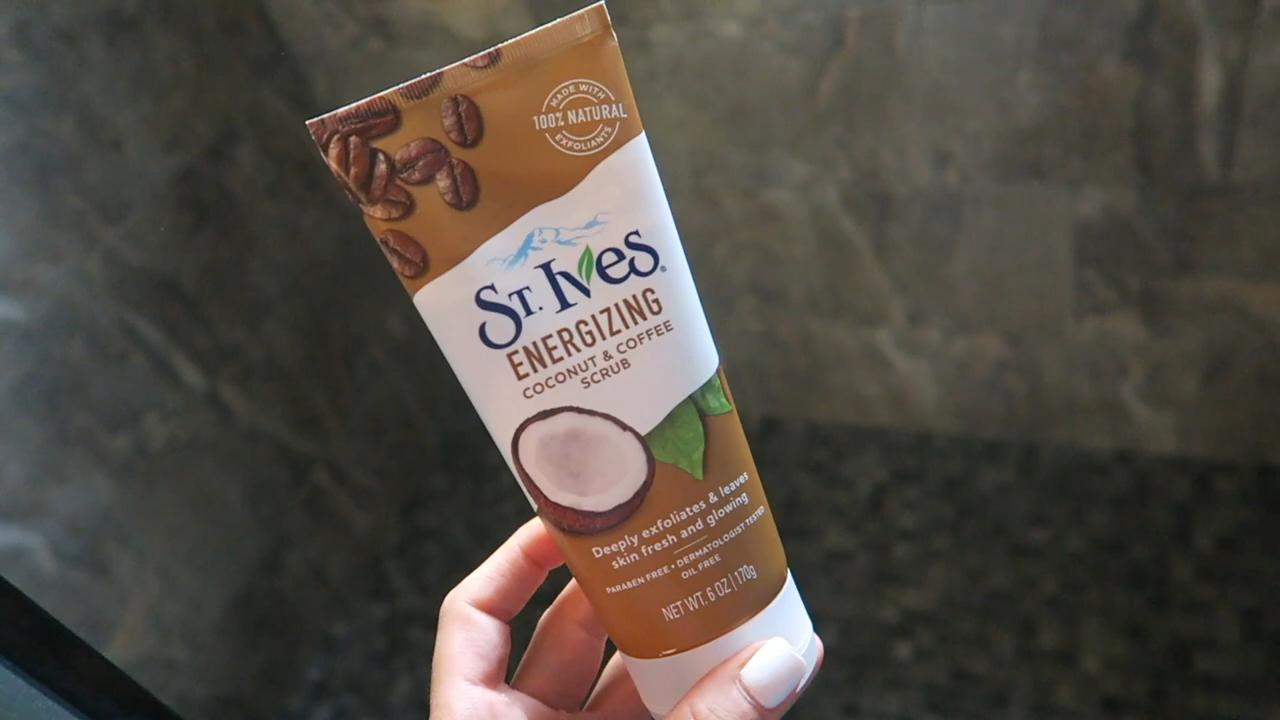 MADE WITH
100% NATURAL
EXFOLIANTS
ST. IVES®
ENERGIZING
COCONUT & COFFEE
SCRUB
Deeply exfoliates & leaves
skin fresh and glowing
PARABEN FREE • DERMATOLOGIST TESTED
OIL FREE
NET WT. 6 OZ | 170g